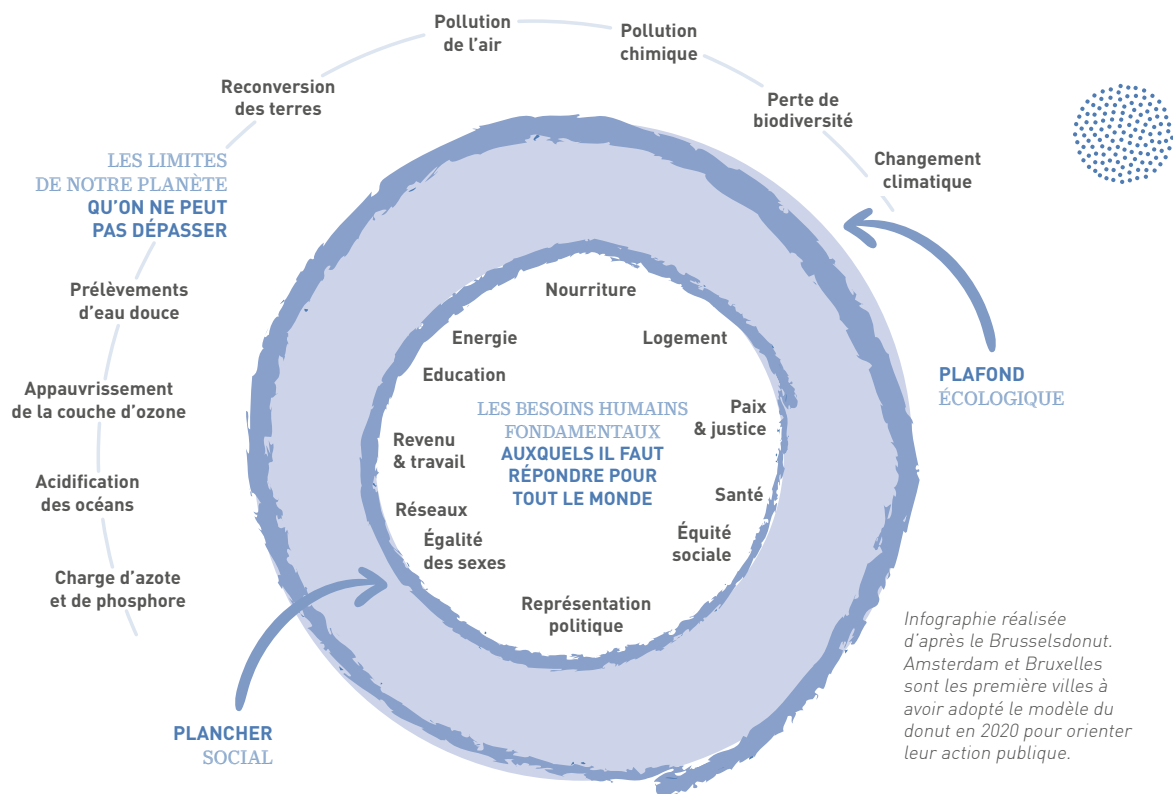 Pollution
de l'air
Pollution
chimique
Reconversion
des terres
Perte de
biodiversité
Changement
climatique
LES LIMITES
DE NOTRE PLANÈTE
QU'ON NE PEUT
PAS DÉPASSER
Prélèvements
d'eau douce
Appauvrissement
de la couche d'ozone
Acidification
des océans
Charge d'azote
et de phosphore
Nourriture
Energie
Logement
Education
LES BESOINS HUMAINS
FONDAMENTAUX
AUXQUELS IL FAUT
RÉPONDRE POUR
TOUT LE MONDE
Paix
& justice
Revenu
& travail
Santé
Réseaux
Équité
sociale
Égalité
des sexes
Représentation
politique
PLAFOND
ÉCOLOGIQUE
PLANCHER
SOCIAL
Infographie réalisée
d'après le Brusselsdonut.
Amsterdam et Bruxelles
sont les première villes à
avoir adopté le modèle du
donut en 2020 pour orienter
leur action publique.